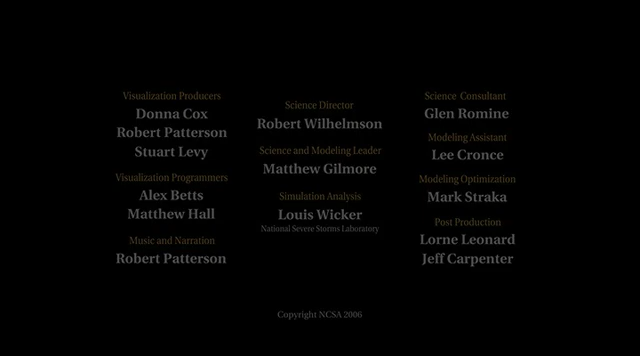 Visualization Producers
Donna Cox
Robert Patterson
Stuart Levy
Visualization Programmers
Alex Betts
Matthew Hall
Music and Narration
Robert Patterson
Science Director
Robert Wilhelmson
Science and Modeling Leader
Matthew Gilmore
Simulation Analysis
Louis Wicker
National Severe Storms Laboratory
Science Consultant
Glen Romine
Modeling Assistant
Lee Cronce
Modeling Optimization
Mark Straka
Post Production
Lorne Leonard
Jeff Carpenter
Copyright NCSA 2006